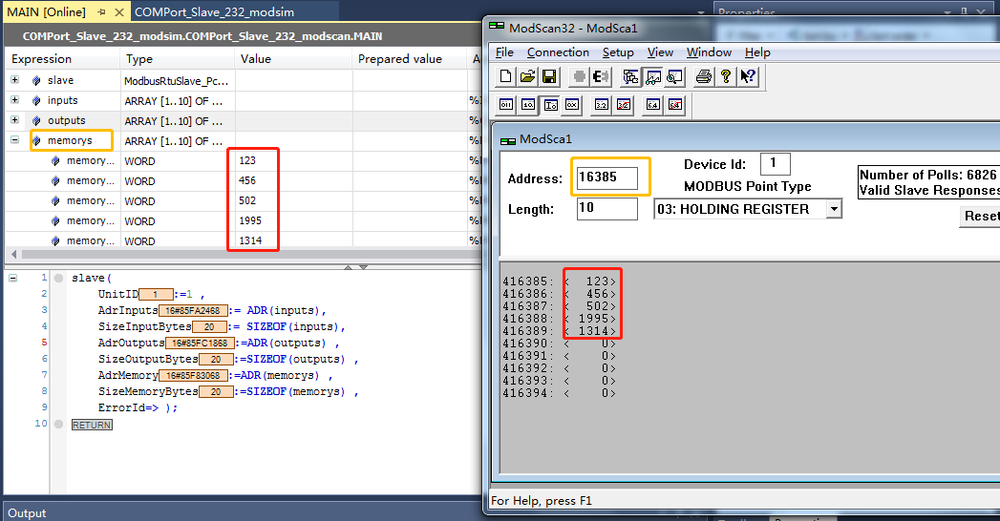 MAIN [Online]
COMPort_Slave_232_modsim
COMPort_Slave_232_modsim.COMPort_Slave_232_modscan.MAIN
Expression Type Value Prepared value A
slave ModbusRtuSlave_Pc...
inputs ARRAY [1..10] OF ...
outputs ARRAY [1..10] OF ...
memorys ARRAY [1..10] OF ...
memory... WORD 123
memory... WORD 456
memory... WORD 502
memory... WORD 1995
memory... WORD 1314
1 slave(
2 UnitID 1 :=1 ,
3 AdrInputs 16#85FA2468 := ADR(inputs),
4 SizeInputBytes 20 := SIZEOF(inputs),
5 AdrOutputs 16#85FC1868 :=ADR(outputs) ,
6 SizeOutputBytes 20 :=SIZEOF(outputs) ,
7 AdrMemory 16#85F83068 :=ADR(memorys) ,
8 SizeMemoryBytes 20 :=SIZEOF(memorys) ,
9 ErrorId=> );
10 RETURN
Output
Properties
ModScan32 - ModSca1
File Connection Setup View Window Help
ModSca1
Address: 16385
Device Id: 1
MODBUS Point Type
Length: 10
03: HOLDING REGISTER
Number of Polls: 6826
Valid Slave Responses
Reset
416385: < 123>
416386: < 456>
416387: < 502>
416388: < 1995>
416389: < 1314>
416390: < 0>
416391: < 0>
416392: < 0>
416393: < 0>
416394: < 0>
For Help, press F1